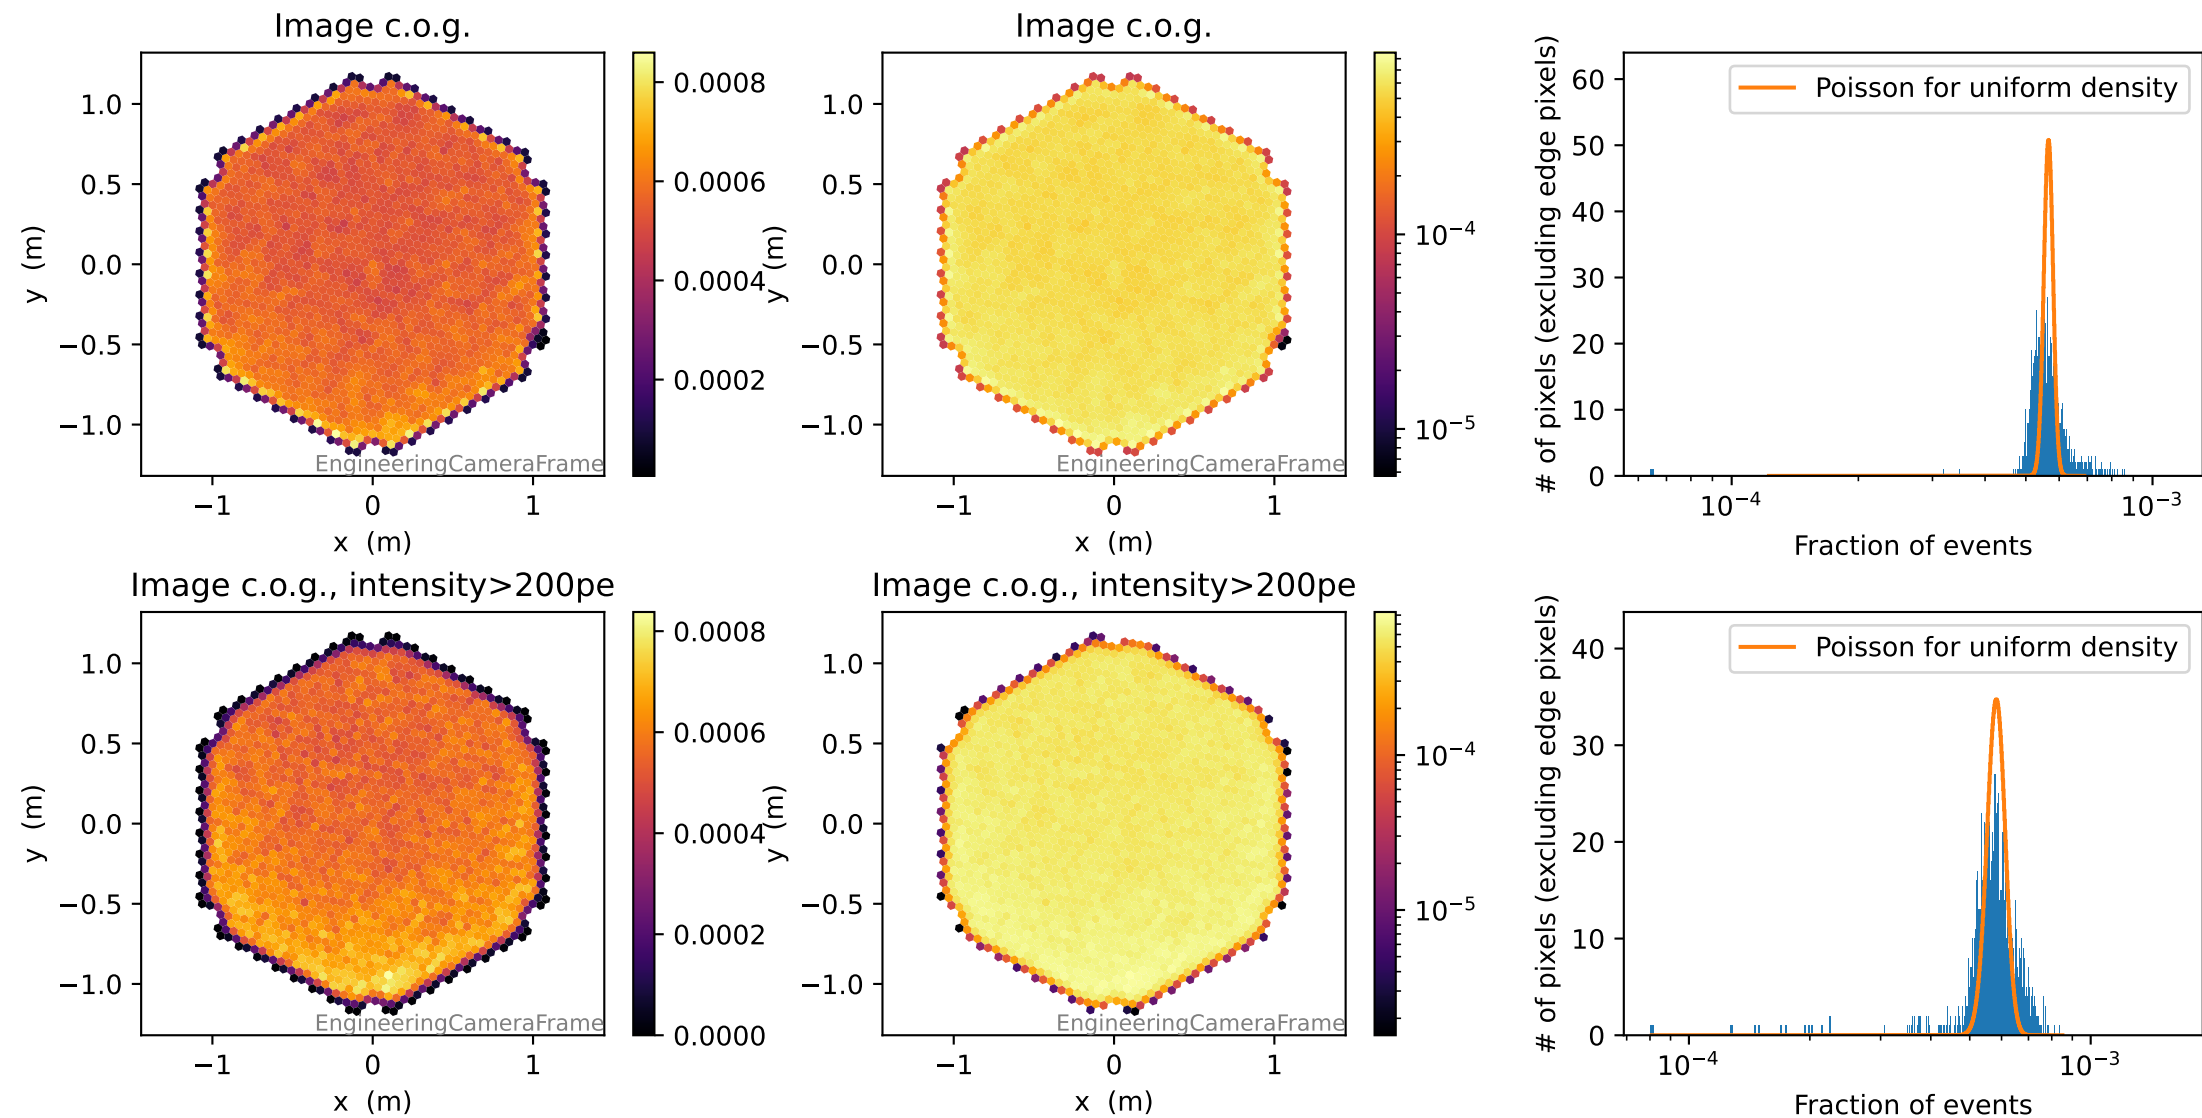 Image c.o.g.
1.0
0.5
0.0
−0.5
−1.0
y (m)
−1
0
1
x (m)
EngineeringCameraFrame
0.0008
0.0006
0.0004
0.0002
Image c.o.g.
1.0
0.5
0.0
−0.5
−1.0
y (m)
−1
0
1
x (m)
EngineeringCameraFrame
10⁻⁴
10⁻⁵
Poisson for uniform density
60
50
40
30
20
10
0
# of pixels (excluding edge pixels)
10⁻⁴
10⁻³
Fraction of events
Image c.o.g., intensity>200pe
1.0
0.5
0.0
−0.5
−1.0
y (m)
−1
0
1
x (m)
EngineeringCameraFrame
0.0008
0.0006
0.0004
0.0002
0.0000
Image c.o.g., intensity>200pe
1.0
0.5
0.0
−0.5
−1.0
y (m)
−1
0
1
x (m)
EngineeringCameraFrame
10⁻⁴
10⁻⁵
Poisson for uniform density
40
30
20
10
0
# of pixels (excluding edge pixels)
10⁻⁴
10⁻³
Fraction of events